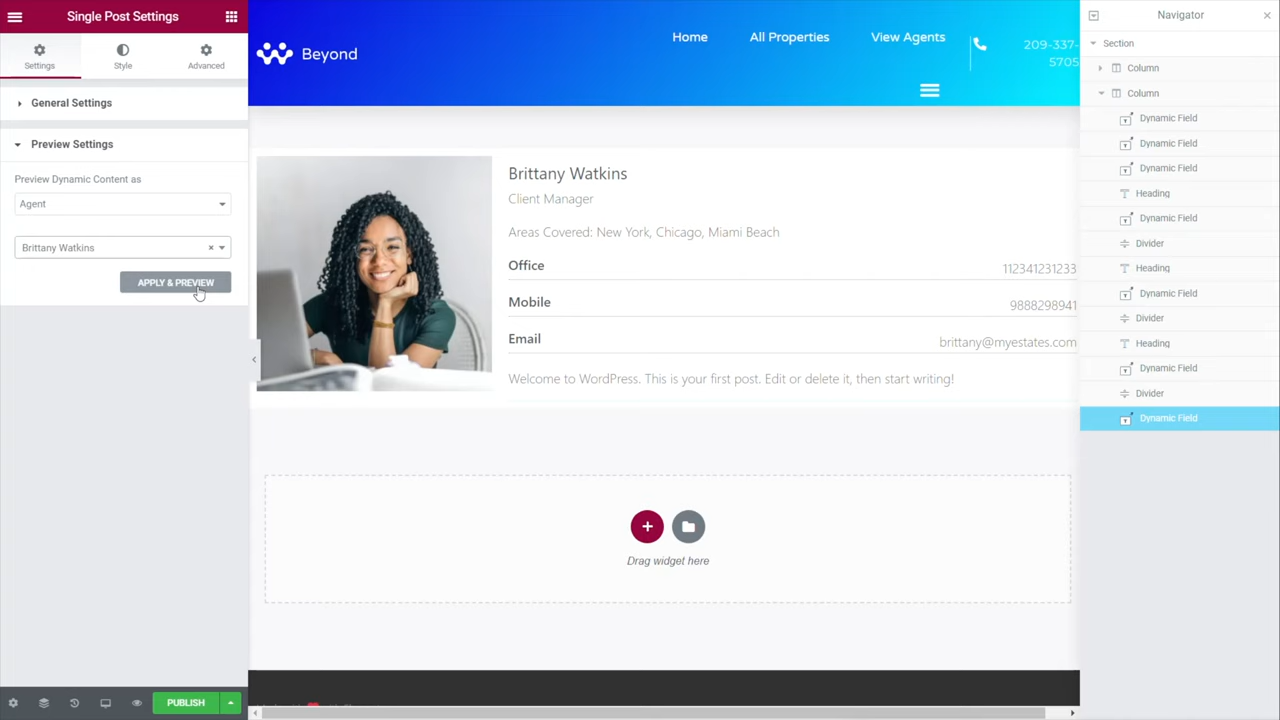 Single Post Settings
Settings
Style
Advanced
General Settings
Preview Settings
Preview Dynamic Content as
Agent
Brittany Watkins
×
APPLY & PREVIEW
PUBLISH
Beyond
Home
All Properties
View Agents
209-337-
5705
Brittany Watkins
Client Manager
Areas Covered: New York, Chicago, Miami Beach
Office
112341231233
Mobile
9888298941
Email
brittany@myestates.com
Welcome to WordPress. This is your first post. Edit or delete it, then start writing!
Drag widget here
Navigator
Section
Column
Column
Dynamic Field
Dynamic Field
Dynamic Field
Heading
Dynamic Field
Divider
Heading
Dynamic Field
Divider
Heading
Dynamic Field
Divider
Dynamic Field